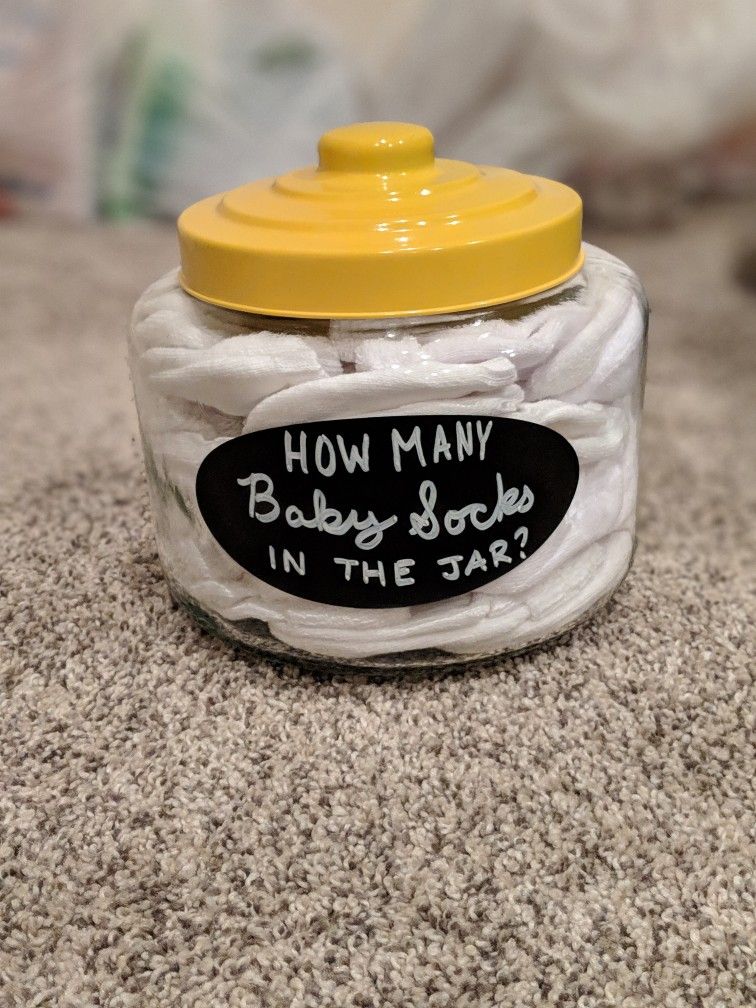 HOW MANY
Baby Socks
IN THE JAR?